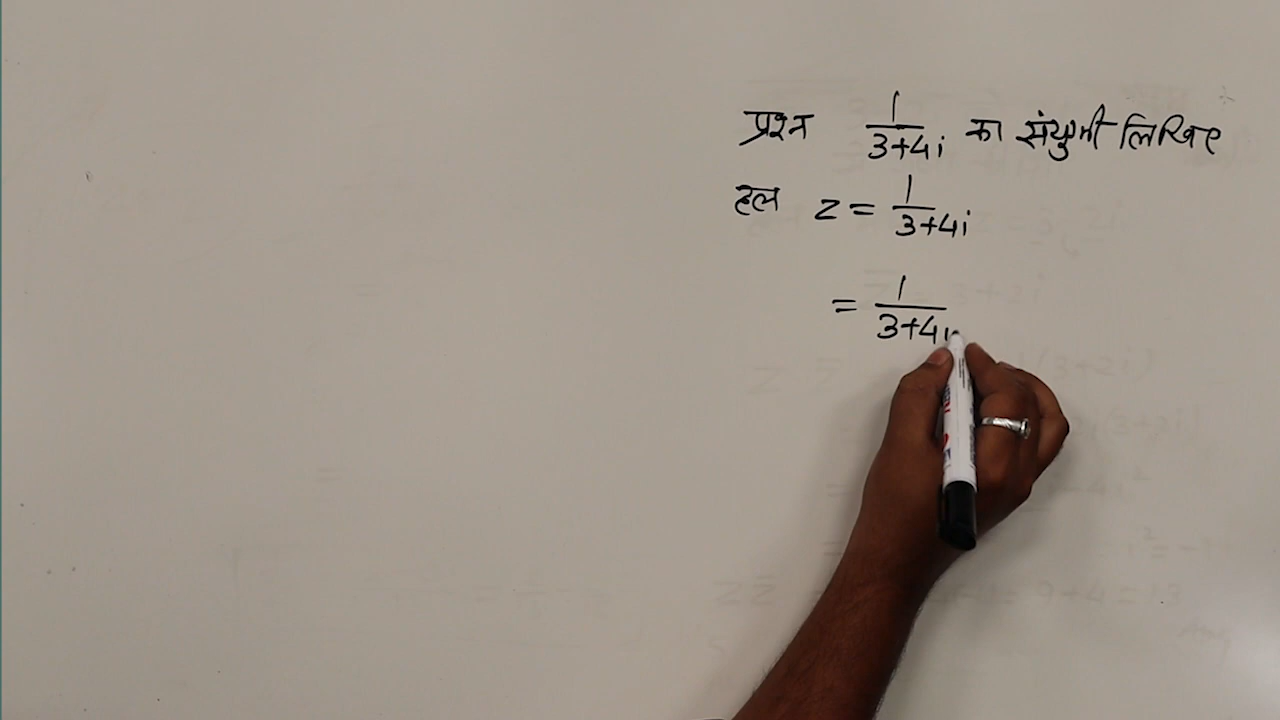 प्रश्न 1/3+4i का संयुग्मी लिखिए
हल z = 1/3+4i
= 1/3+4i